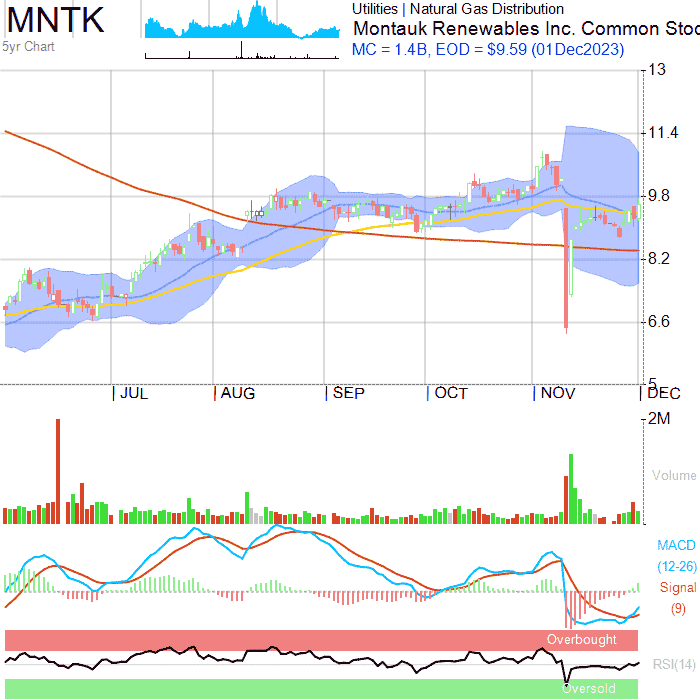 MNTK
5yr Chart
Utilities | Natural Gas Distribution
Montauk Renewables Inc. Common Stoc
MC = 1.4B, EOD = $9.59 (01Dec2023)
13
11.4
9.8
8.2
6.6
5
JUL
AUG
SEP
OCT
NOV
DEC
2M
Volume
MACD
(12-26)
Signal
(9)
Overbought
RSI(14)
Oversold